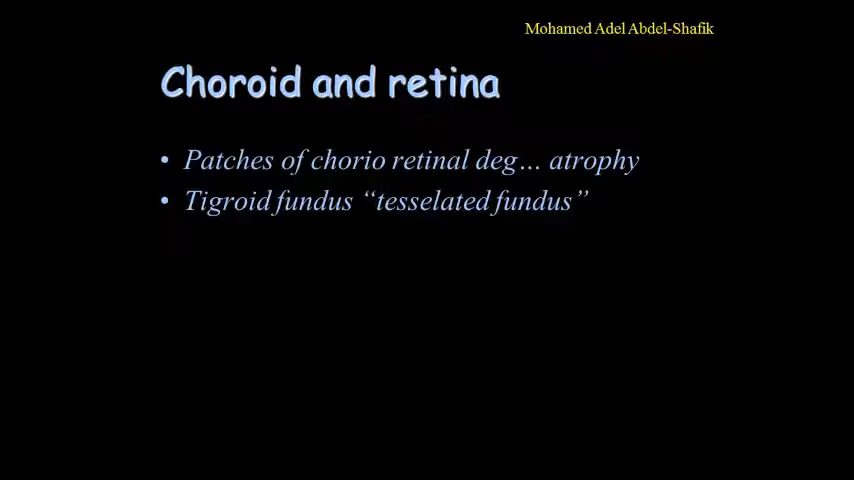 Mohamed Adel Abdel-Shafik
Choroid and retina
• Patches of chorio retinal deg… atrophy
• Tigroid fundus “tesselated fundus”